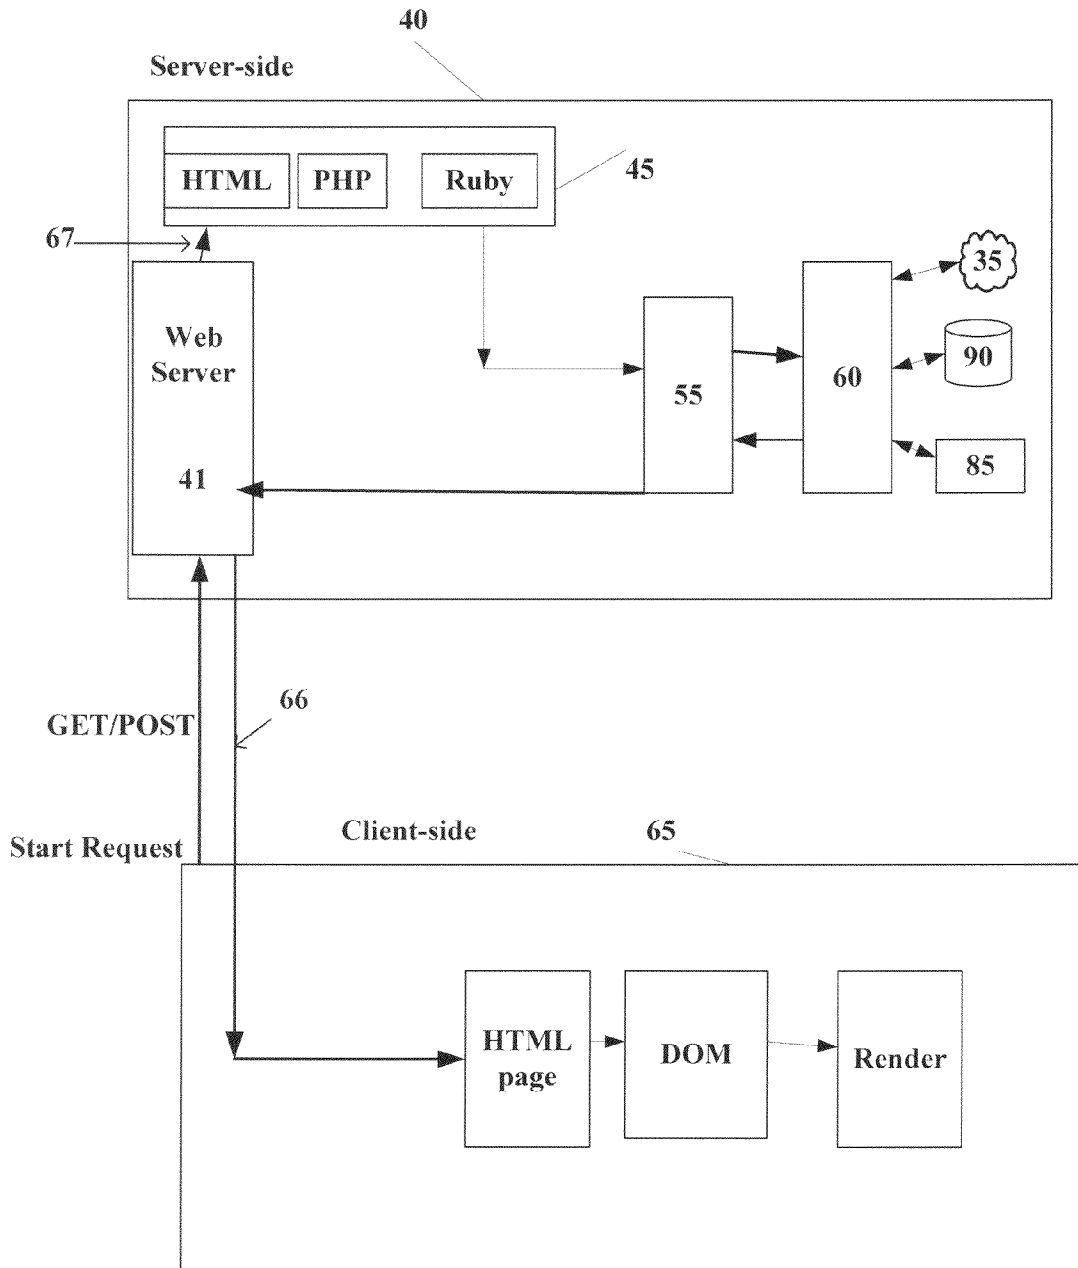 40
Server-side
HTML
PHP
Ruby
45
67
35
Web
Server
90
60
55
85
41
66
GET/POST
Client-side
65
Start Request
HTML
page
DOM
Render